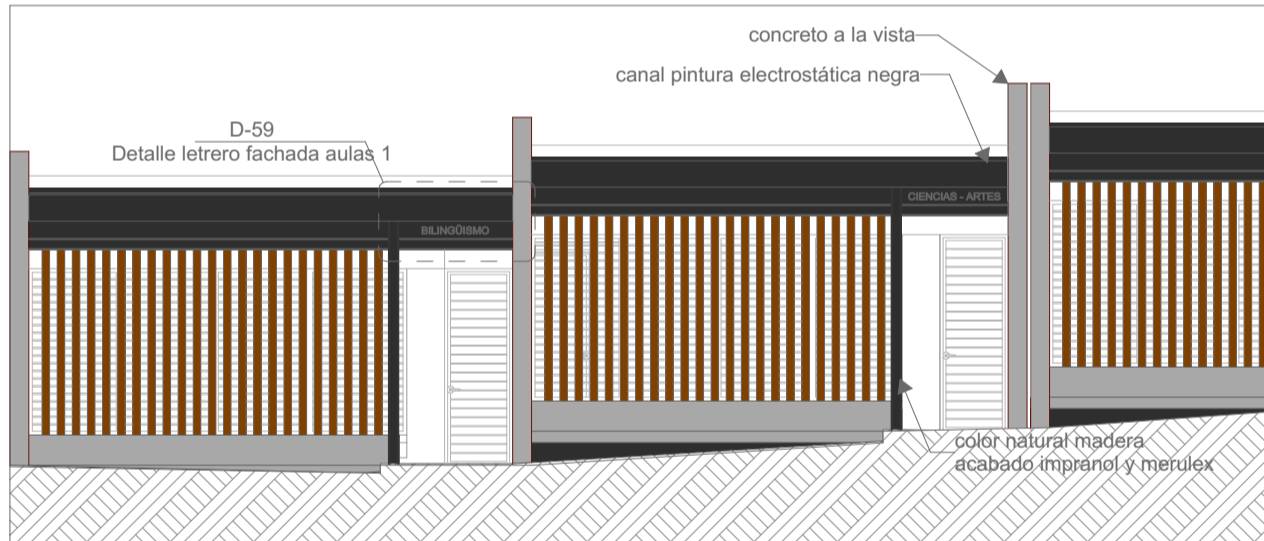 concreto a la vista
canal pintura electrostática negra
D-59
Detalle letrero fachada aulas 1
CIENCIAS - ARTES
BILINGÜISMO
color natural madera
acabado impranol y merulex